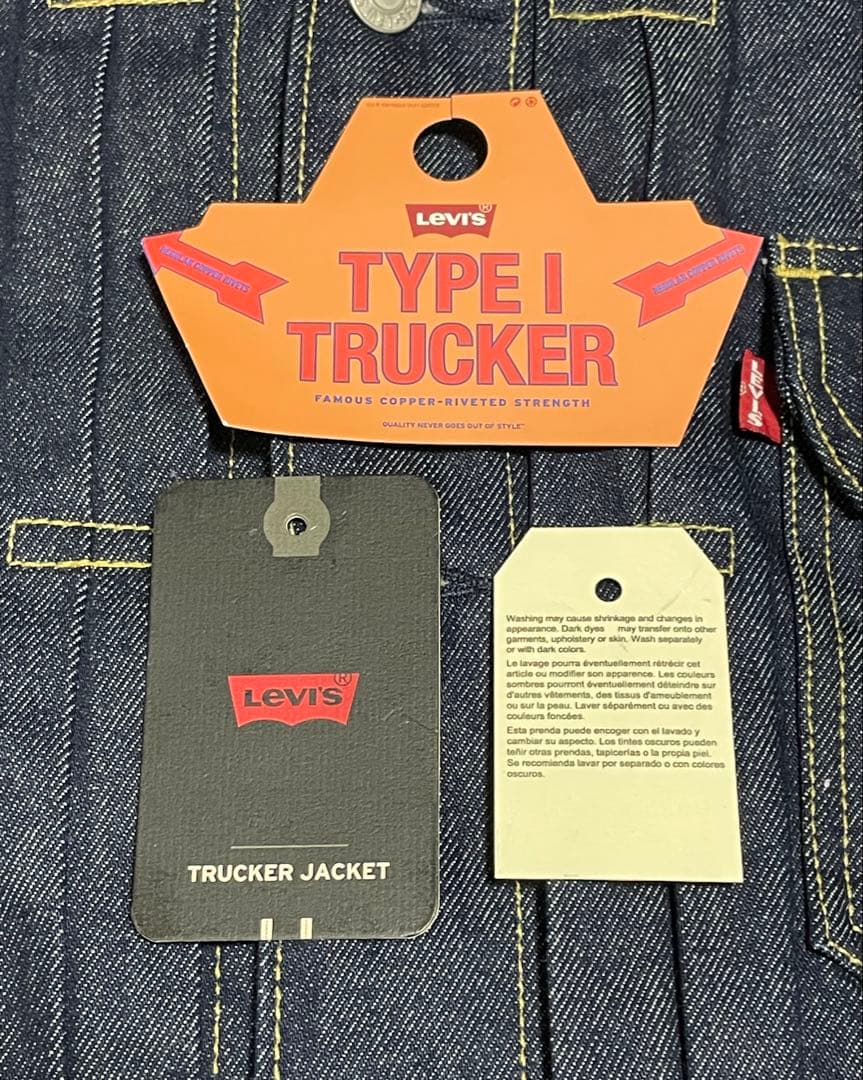 LEVI'S®
TYPE I
TRUCKER
FAMOUS COPPER-RIVETED STRENGTH
QUALITY NEVER GOES OUT OF STYLE™
LEVI'S
®
LEVI'S®
TRUCKER JACKET
Washing may cause shrinkage and changes in
appearance. Dark dyes may transfer onto other
garments, upholstery or skin. Wash separately
or with dark colors.
Le lavage pourra éventuellement rétrécir cet
article ou modifier son apparence. Les couleurs
sombres pourront éventuellement déteindre sur
d'autres vêtements, des tissus d'ameublement
ou sur la peau. Laver séparément ou avec des
couleurs foncées.
Esta prenda puede encoger con el lavado y
cambiar su aspecto. Los tintes oscuros pueden
teñir otras prendas, tapicerías o la propia piel.
Se recomienda lavar por separado o con colores
oscuros.